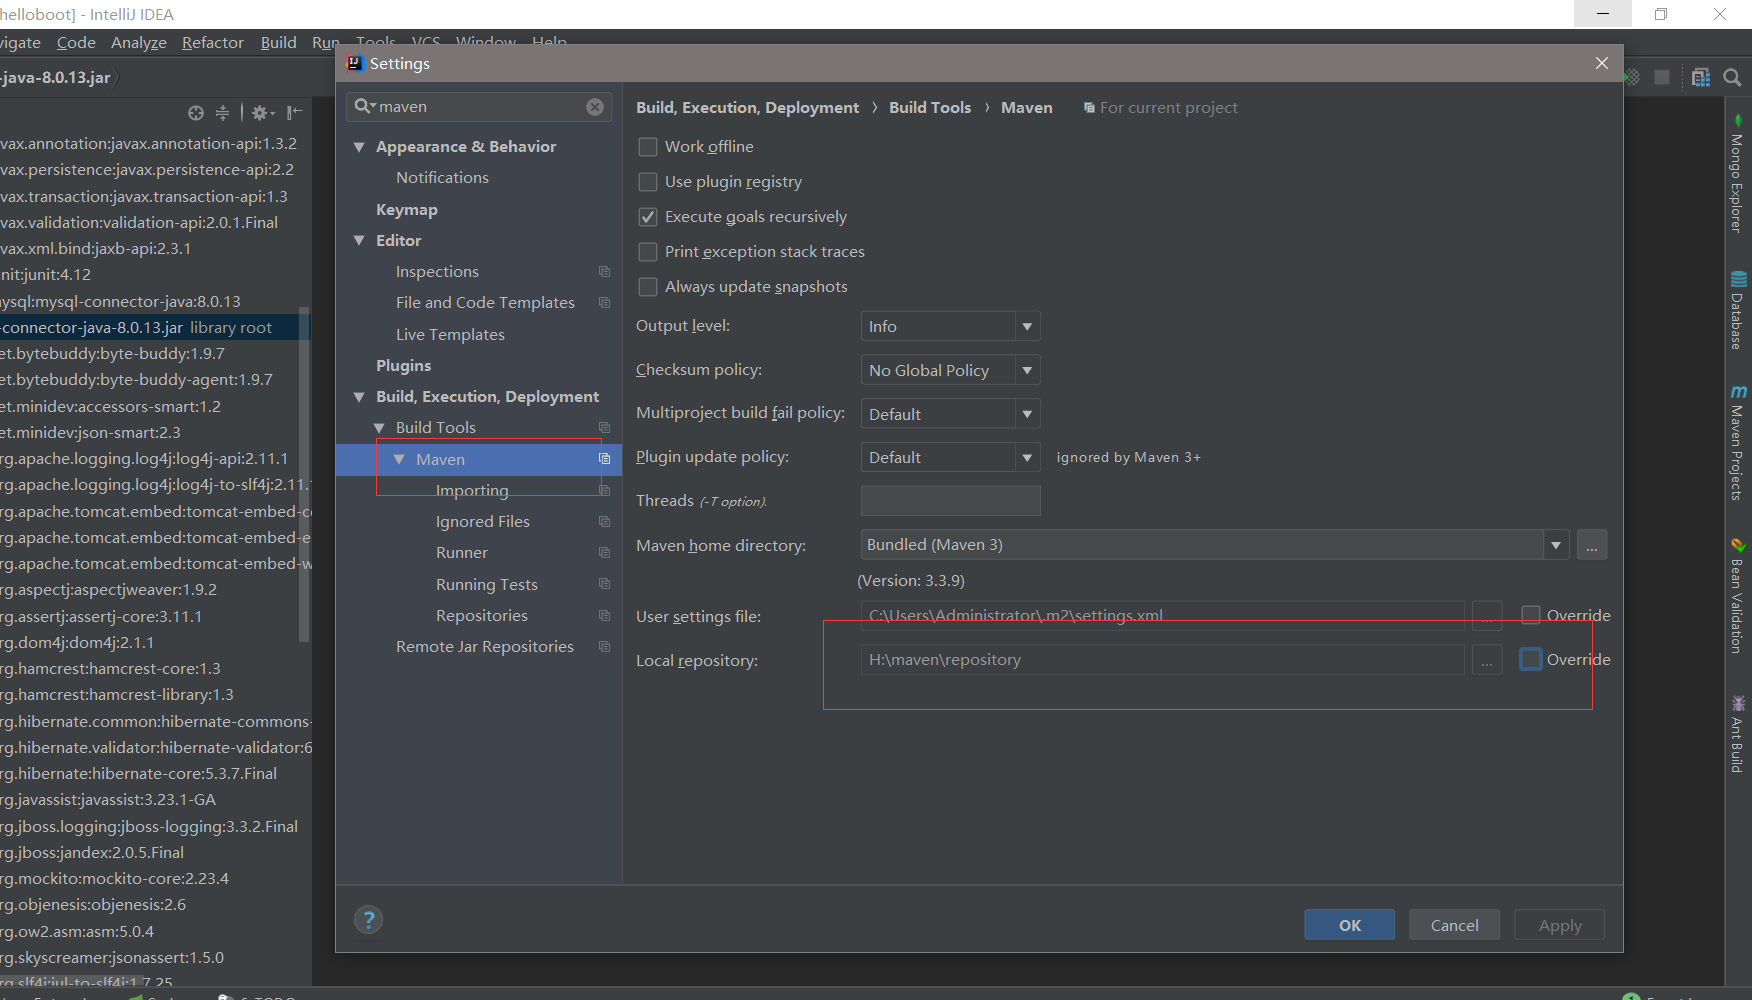 helloboot] - IntelliJ IDEA
vigate Code Analyze Refactor Build Run Tools VCS Window Help
-java-8.0.13.jar
vax.annotation:javax.annotation-api:1.3.2
vax.persistence:javax.persistence-api:2.2
vax.transaction:javax.transaction-api:1.3
vax.validation:validation-api:2.0.1.Final
vax.xml.bind:jaxb-api:2.3.1
nit:junit:4.12
mysql:mysql-connector-java:8.0.13
-connector-java-8.0.13.jar library root
et.bytebuddy:byte-buddy:1.9.7
et.bytebuddy:byte-buddy-agent:1.9.7
et.minidev:accessors-smart:1.2
et.minidev:json-smart:2.3
rg.apache.logging.log4j:log4j-api:2.11.1
rg.apache.logging.log4j:log4j-to-slf4j:2.11.
rg.apache.tomcat.embed:tomcat-embed-c
rg.apache.tomcat.embed:tomcat-embed-e
rg.apache.tomcat.embed:tomcat-embed-w
rg.aspectj:aspectjweaver:1.9.2
rg.assertj:assertj-core:3.11.1
rg.dom4j:dom4j:2.1.1
rg.hamcrest:hamcrest-core:1.3
rg.hamcrest:hamcrest-library:1.3
rg.hibernate.common:hibernate-commons-
rg.hibernate.validator:hibernate-validator:6
rg.hibernate:hibernate-core:5.3.7.Final
rg.javassist:javassist:3.23.1-GA
rg.jboss.logging:jboss-logging:3.3.2.Final
rg.jboss:jandex:2.0.5.Final
rg.mockito:mockito-core:2.23.4
rg.objenesis:objenesis:2.6
rg.ow2.asm:asm:5.0.4
rg.skyscreamer:jsonassert:1.5.0
rg.slf4j:jul-to-slf4j:1.7.25
6: TODO
Settings
maven
Appearance & Behavior
Notifications
Keymap
Editor
Inspections
File and Code Templates
Live Templates
Plugins
Build, Execution, Deployment
Build Tools
Maven
Importing
Ignored Files
Runner
Running Tests
Repositories
Remote Jar Repositories
Build, Execution, Deployment › Build Tools › Maven For current project
Work offline
Use plugin registry
Execute goals recursively
Print exception stack traces
Always update snapshots
Output level: Info
Checksum policy: No Global Policy
Multiproject build fail policy: Default
Plugin update policy: Default ignored by Maven 3+
Threads (-T option).
Maven home directory: Bundled (Maven 3) ...
(Version: 3.3.9)
User settings file: C:\Users\Administrator\.m2\settings.xml ... Override
Local repository: H:\maven\repository ... Override
? OK Cancel Apply
Mongo Explorer
Database
m Maven Projects
Bean Validation
Ant Build